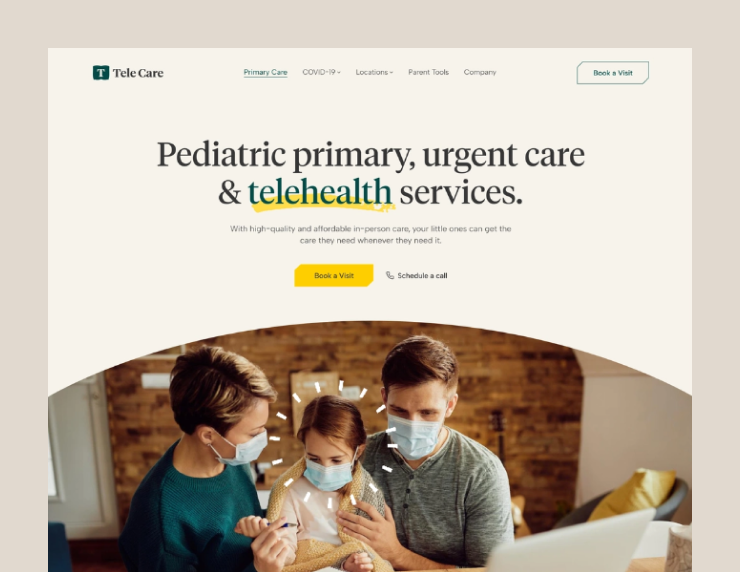 T Tele Care
Primary Care
COVID-19
Locations
Parent Tools
Company
Book a Visit
Pediatric primary, urgent care
& telehealth services.
With high-quality and affordable in-person care, your little ones can get the
care they need whenever they need it.
Book a Visit
Schedule a call